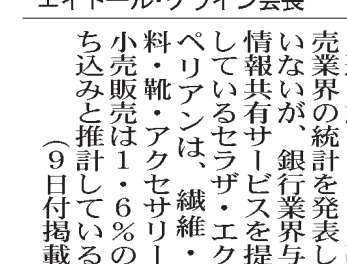 会長
売業界の統計を発表し
いないが、銀行業界与
情報共有サービスを提
しているセラザ・エク
ペリアンは、繊維・
料・靴・アクセサリー
小売販売は1・6%の
ち込みと推計している
（9日付掲載